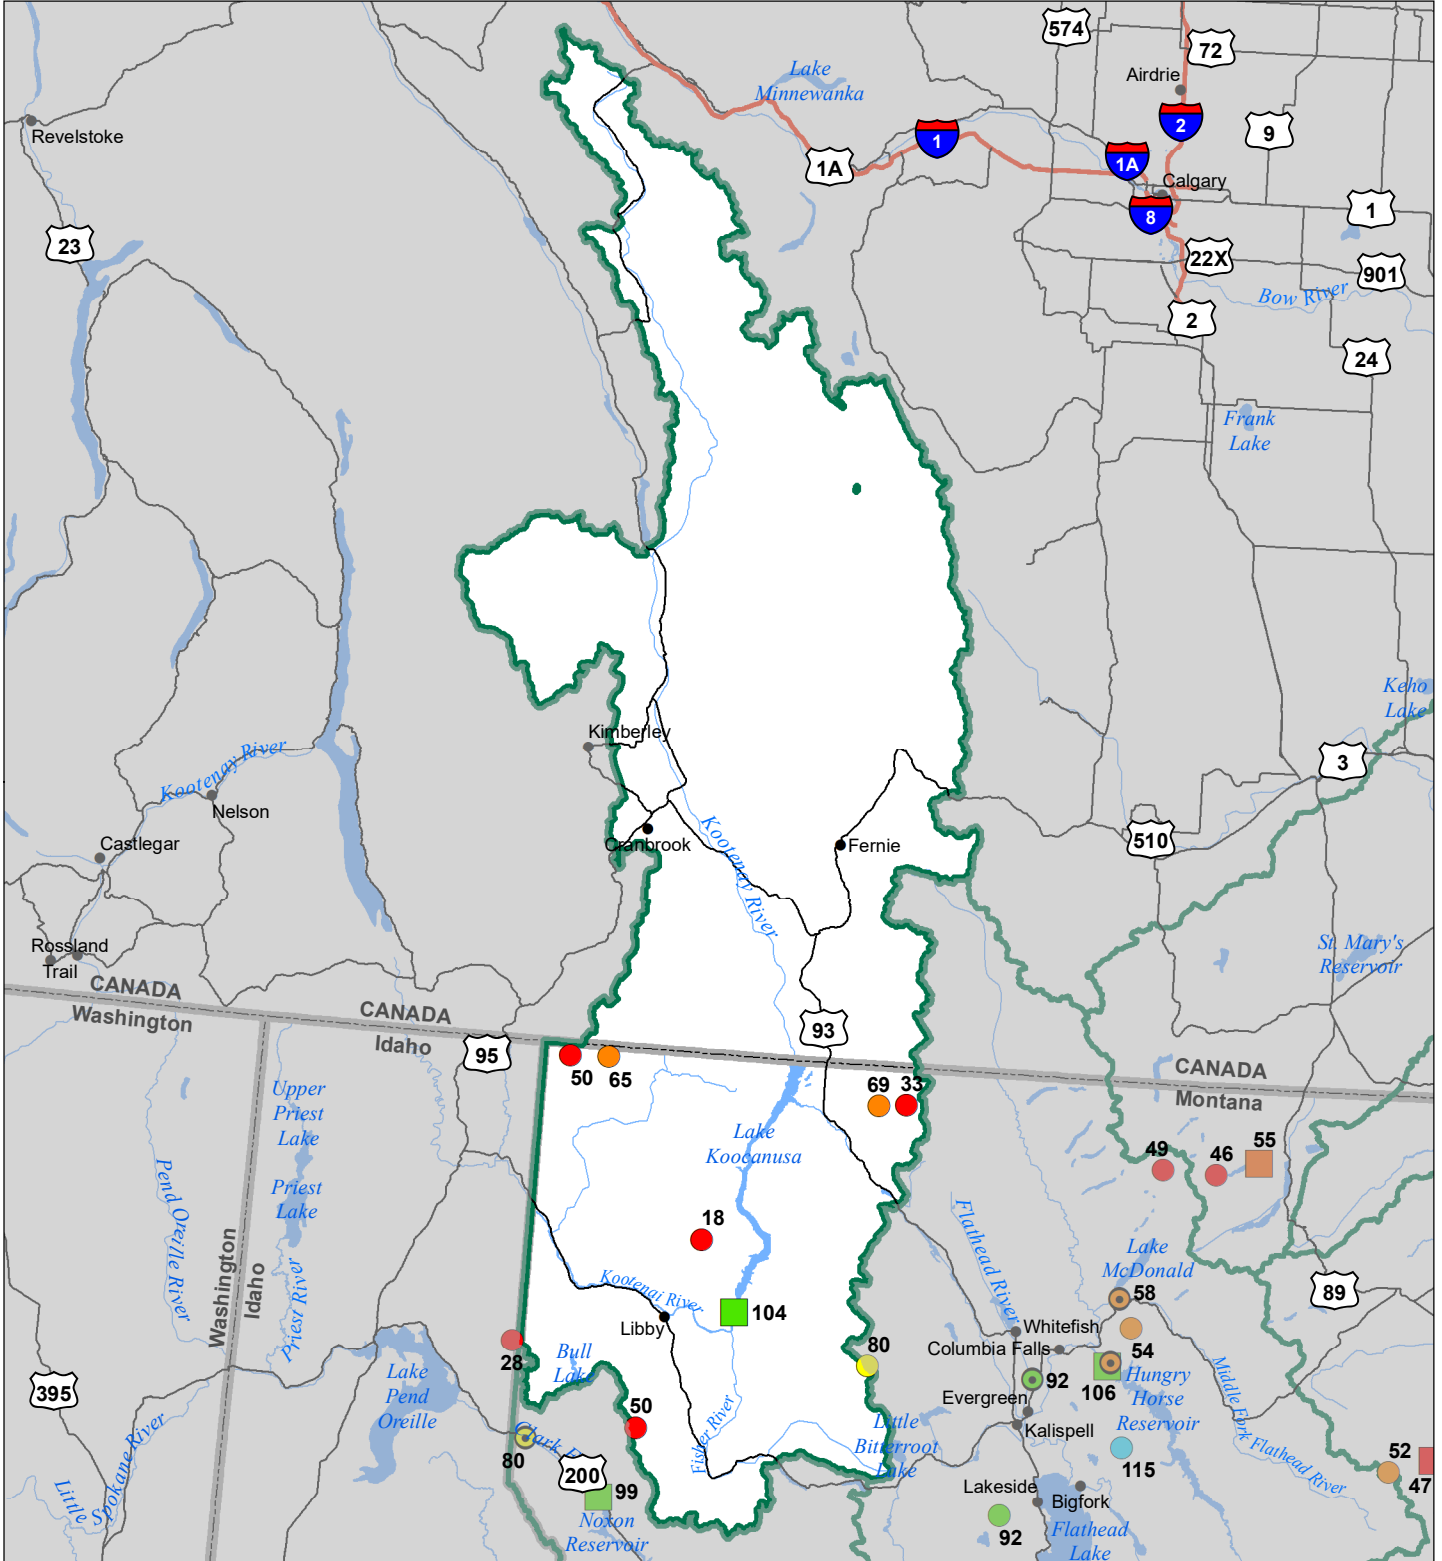 574
72
Airdrie
Lake
Minnewanka
2
9
Revelstoke
1
1A
1A
Calgary
8
1
23
22X
901
Bow River
2
24
Frank
Lake
Keho
Lake
Kimberley
Kootenay River
3
Nelson
Castlegar
Cranbrook
Kootenay River
Fernie
510
Rossland
Trail
St. Mary's
Reservoir
CANADA
Washington
CANADA
Idaho
95
93
50
65
CANADA
Montana
69
33
Upper
Priest
Lake
Lake
Koocanusa
49
46
55
Pend Oreille River
Priest
Lake
18
Flathead River
Lake
McDonald
Washington
Idaho
Priest River
Kootenai River
104
58
89
Libby
Whitefish
28
Bull
Lake
80
Columbia Falls
54
106
Hungry
Horse
Reservoir
Middle Fork Flathead River
395
Lake
Pend
Oreille
92
Evergreen
50
Kalispell
Fisher River
Little
Bitterroot
Lake
Little Spokane River
Clark
80
200
99
115
52
47
Lakeside
Bigfork
Noxon
Reservoir
92
Flathead
Lake